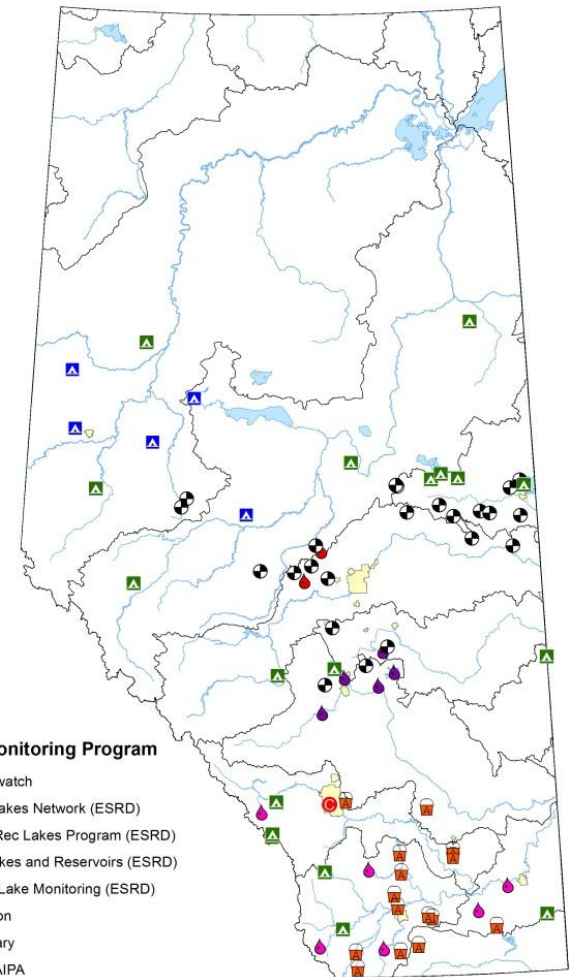 onitoring Program
watch
akes Network (ESRD)
Rec Lakes Program (ESRD)
kes and Reservoirs (ESRD)
Lake Monitoring (ESRD)
on
ary
AIPA
C